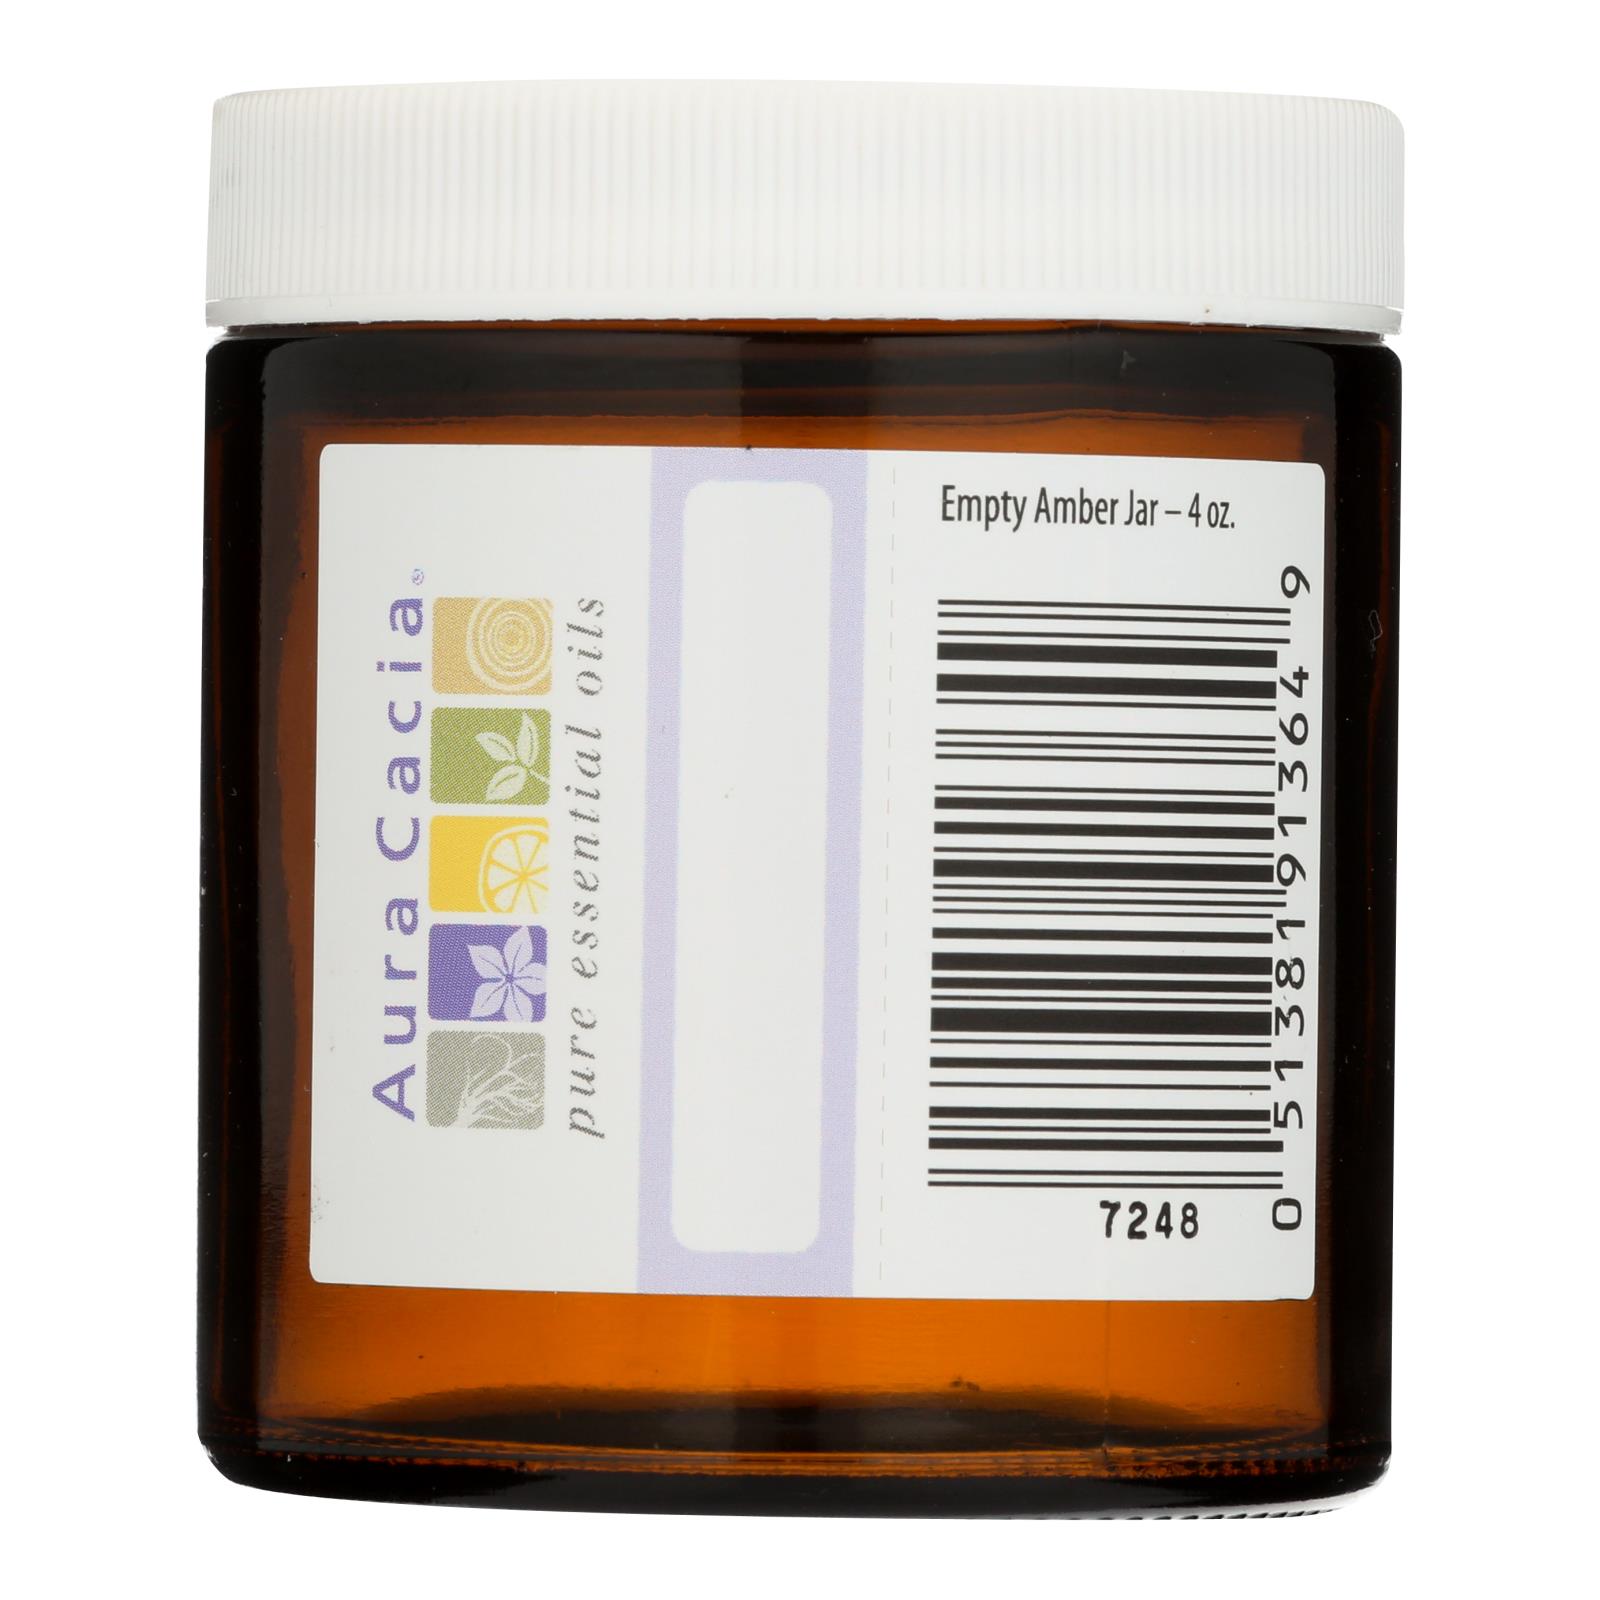 Aura Cacia®
pure essential oils
Empty Amber Jar – 4 oz.
0 51381 91364 9
7248